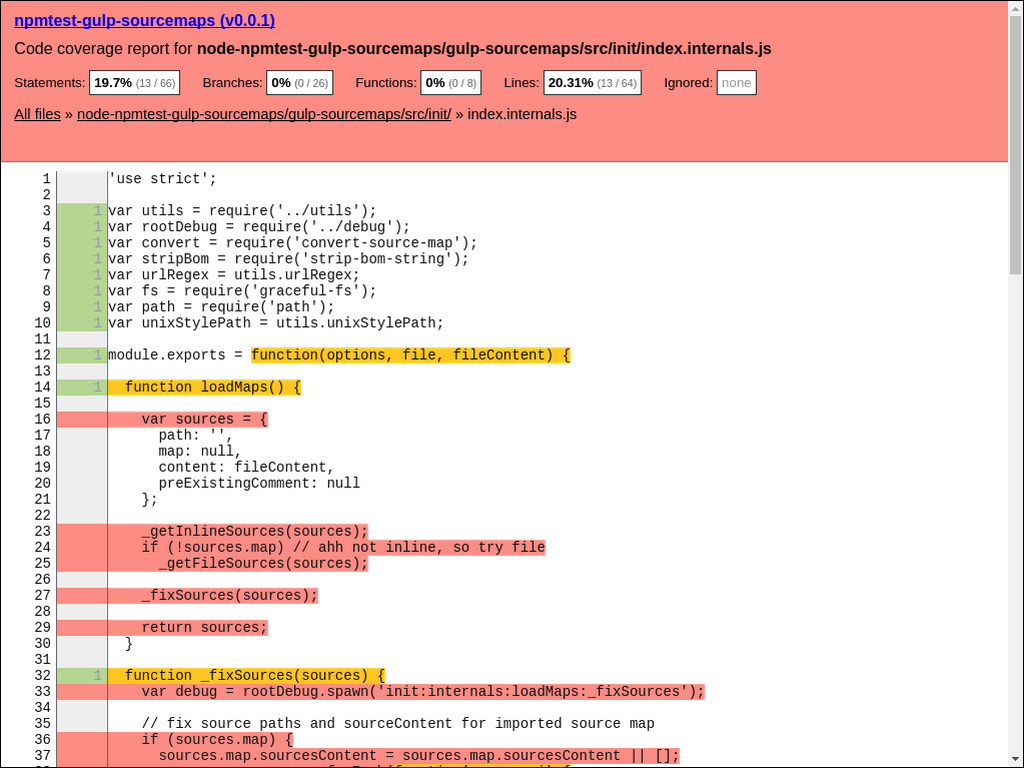 npmtest-gulp-sourcemaps (v0.0.1)
Code coverage report for node-npmtest-gulp-sourcemaps/gulp-sourcemaps/src/init/index.internals.js
Statements: 19.7% (13 / 66) Branches: 0% (0 / 26) Functions: 0% (0 / 8) Lines: 20.31% (13 / 64) Ignored: none
All files » node-npmtest-gulp-sourcemaps/gulp-sourcemaps/src/init/ » index.internals.js
1 'use strict';
2
3 1 var utils = require('../utils');
4 1 var rootDebug = require('../debug');
5 1 var convert = require('convert-source-map');
6 1 var stripBom = require('strip-bom-string');
7 1 var urlRegex = utils.urlRegex;
8 1 var fs = require('graceful-fs');
9 1 var path = require('path');
10 1 var unixStylePath = utils.unixStylePath;
11
12 1 module.exports = function(options, file, fileContent) {
13
14 1 function loadMaps() {
15
16 var sources = {
17 path: '',
18 map: null,
19 content: fileContent,
20 preExistingComment: null
21 };
22
23 _getInlineSources(sources);
24 if (!sources.map) // ahh not inline, so try file
25 _getFileSources(sources);
26
27 _fixSources(sources);
28
29 return sources;
30 }
31
32 1 function _fixSources(sources) {
33 var debug = rootDebug.spawn('init:internals:loadMaps:_fixSources');
34
35 // fix source paths and sourceContent for imported source map
36 if (sources.map) {
37 sources.map.sourcesContent = sources.map.sourcesContent || [];